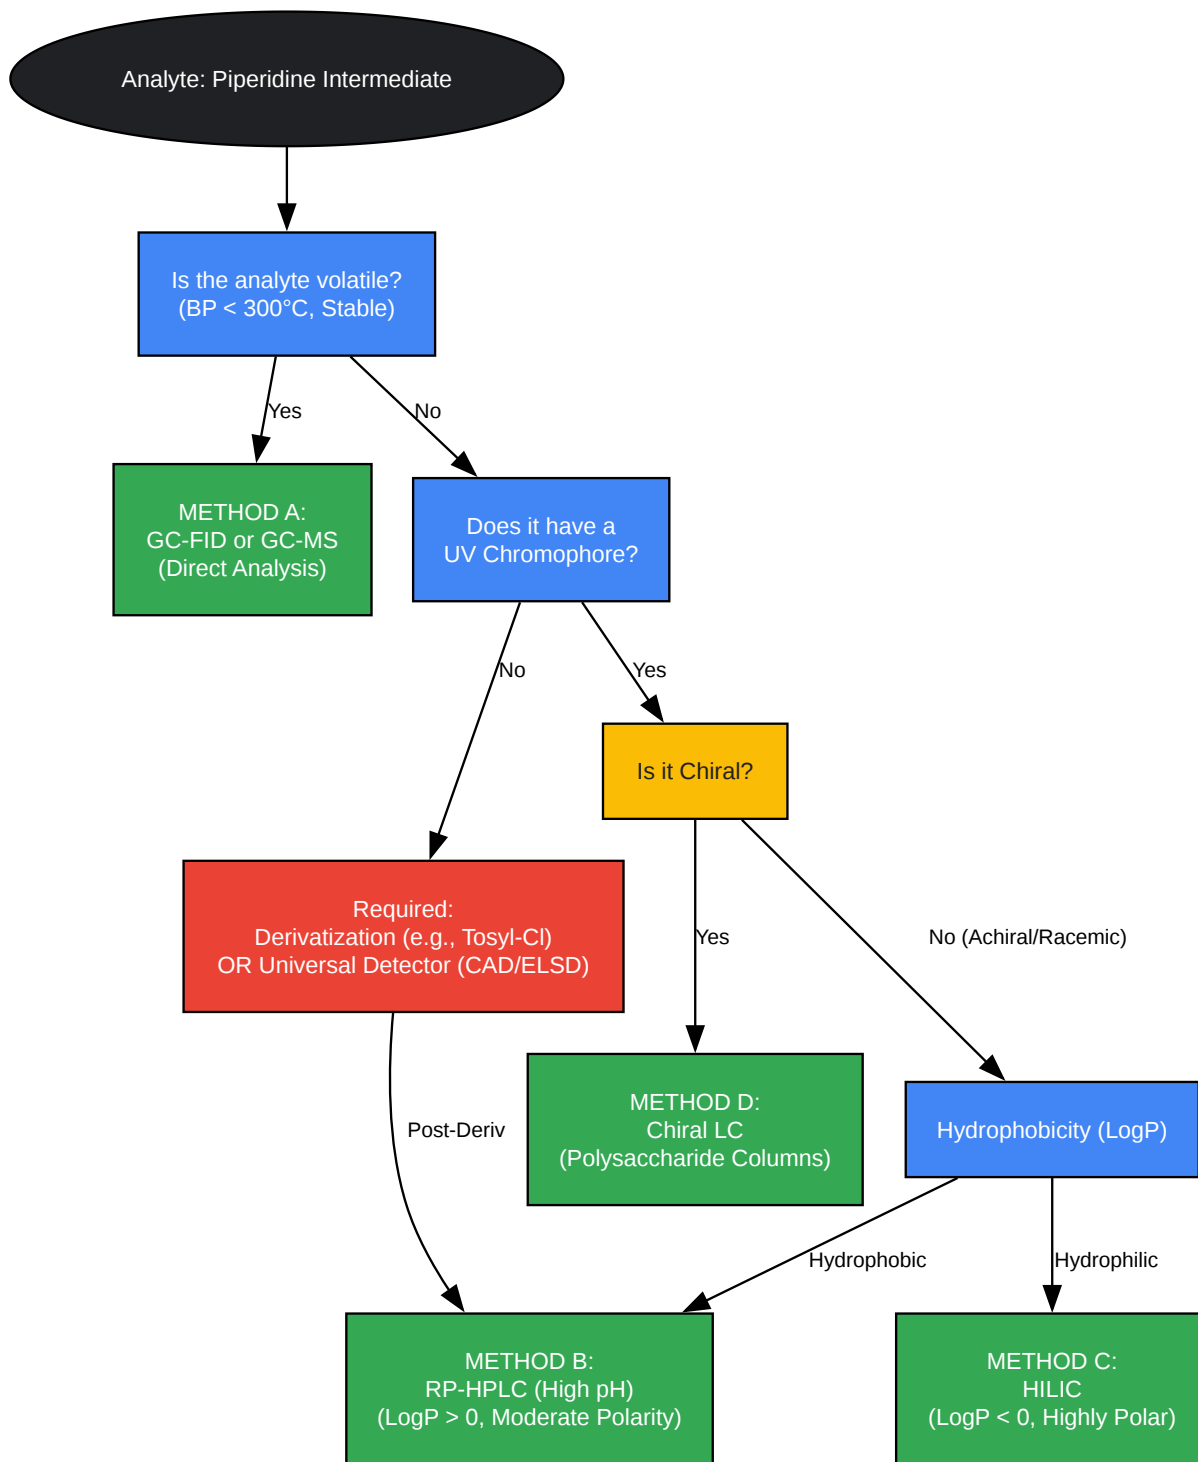 Analyte: Piperidine Intermediate
Is the analyte volatile?
(BP < 300°C, Stable)
Yes
No
METHOD A:
GC-FID or GC-MS
(Direct Analysis)
Does it have a
UV Chromophore?
No
Yes
Is it Chiral?
Required:
Derivatization (e.g., Tosyl-Cl)
OR Universal Detector (CAD/ELSD)
Yes
No (Achiral/Racemic)
METHOD D:
Chiral LC
(Polysaccharide Columns)
Hydrophobicity (LogP)
Post-Deriv
Hydrophobic
Hydrophilic
METHOD B:
RP-HPLC (High pH)
(LogP > 0, Moderate Polarity)
METHOD C:
HILIC
(LogP < 0, Highly Polar)